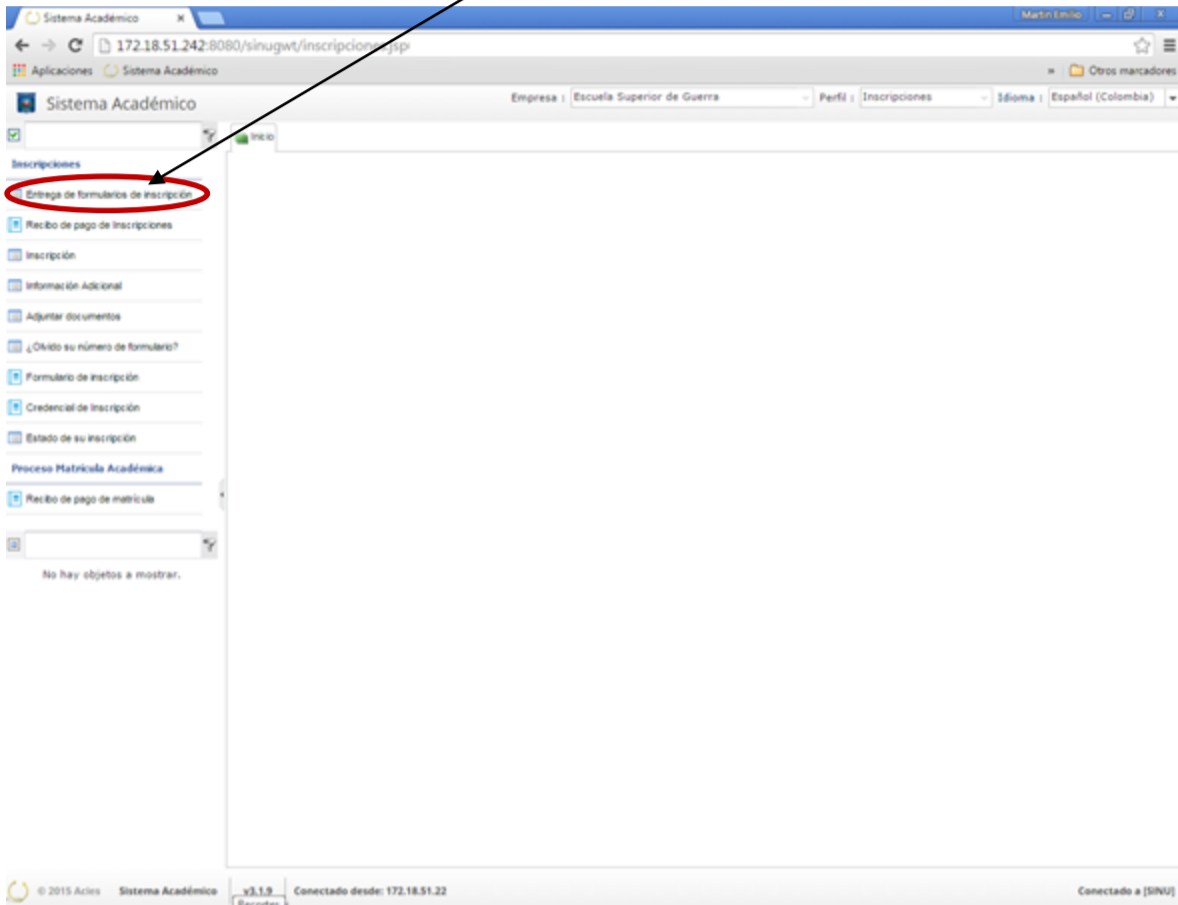 Sistema Académico
Martin Emilio
172.18.51.242:8080/sinugwt/inscripciones.jsp
Aplicaciones Sistema Académico
» Otros marcadores
Sistema Académico
Empresa : Escuela Superior de Guerra Perfil : Inscripciones Idioma : Español (Colombia)
Inicio
Inscripciones
Entrega de formularios de inscripción
Recibo de pago de Inscripciones
Inscripción
Información Adicional
Adjuntar documentos
¿Olvido su número de formulario?
Formulario de inscripción
Credencial de Inscripción
Estado de su inscripción
Proceso Matrícula Académica
Recibo de pago de matrícula
No hay objetos a mostrar.
© 2015 Acies Sistema Académico v3.1.9 Conectado desde: 172.18.51.22 Conectado a [SINU]
Recortes